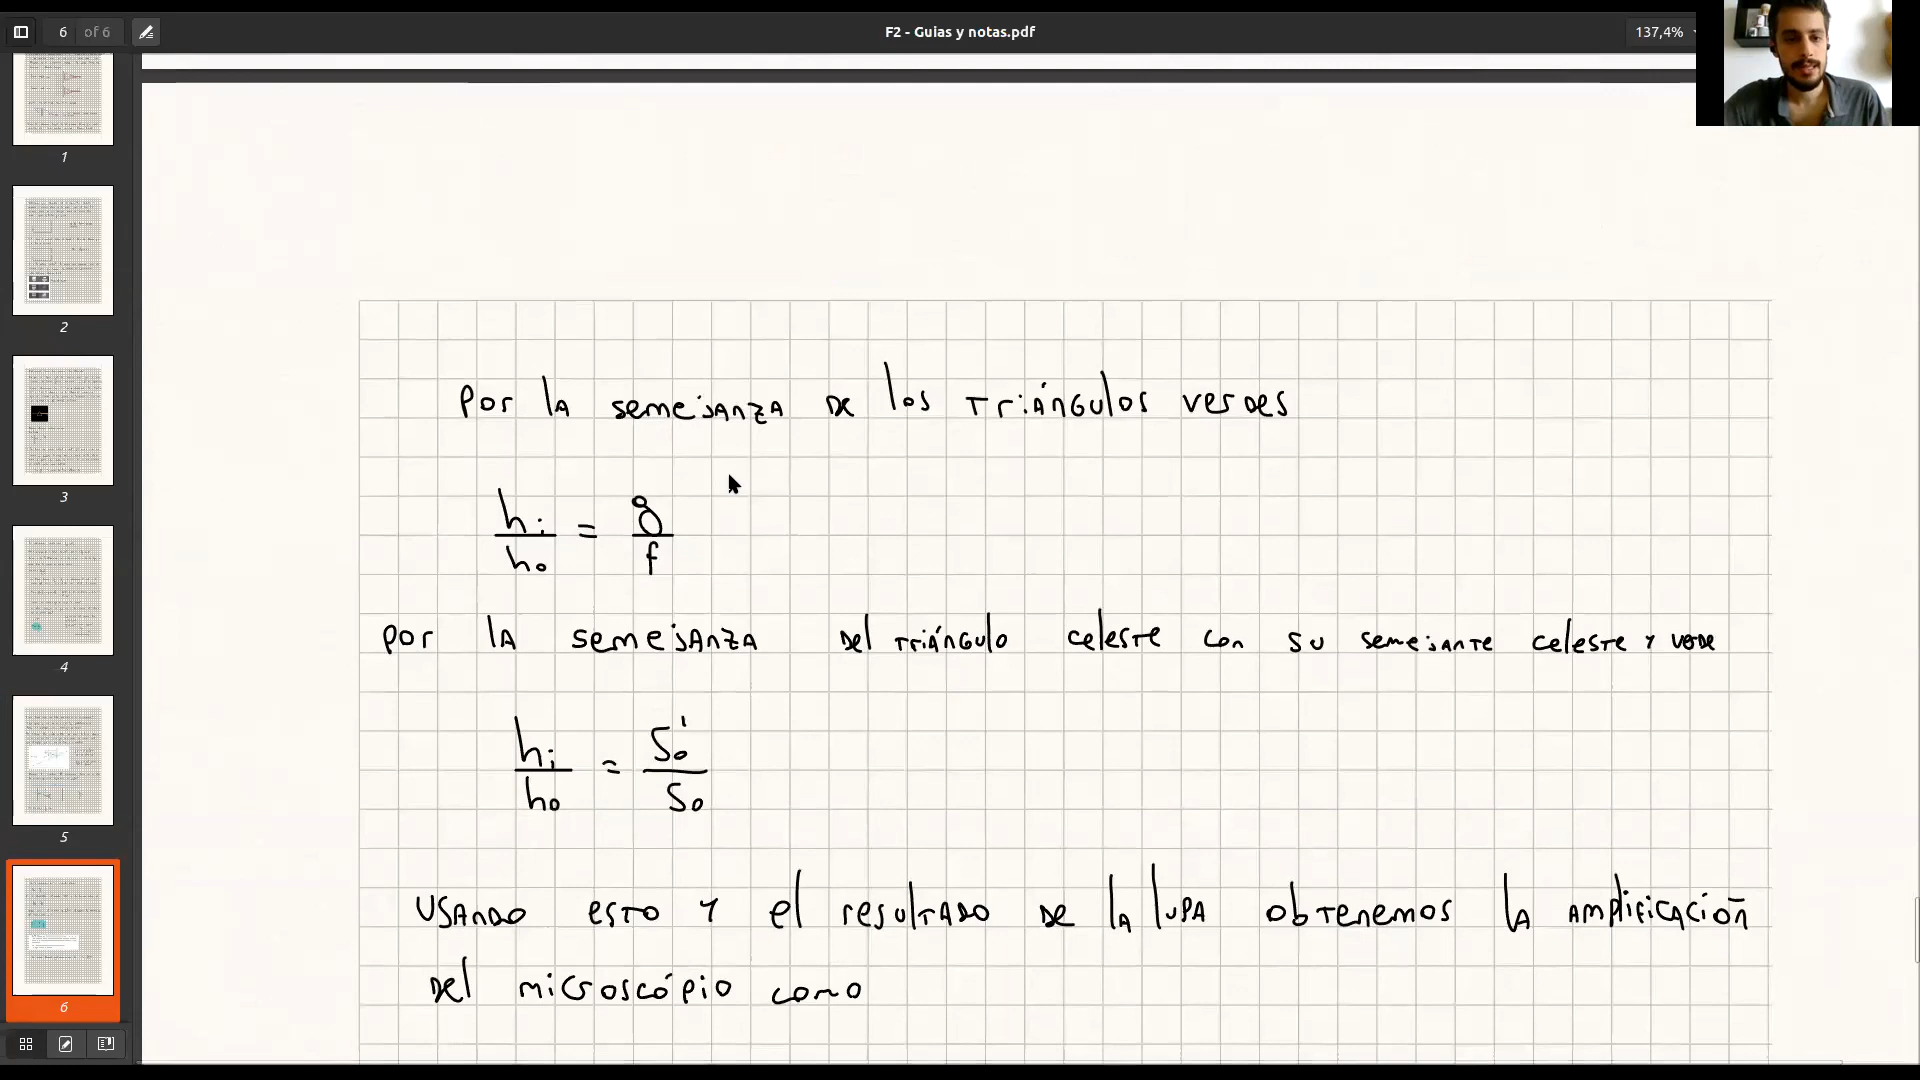 6 of 6
F2 - Guias y notas.pdf
137,4%
1
2
3
4
5
6
Por la semejanza de los triángulos verdes
hi/ho = g/f
por la semejanza del triángulo celeste con su semejante celeste y verde
hi/ho = So'/So
Usando esto y el resultado de la lupa obtenemos la amplificación
del microscópio como